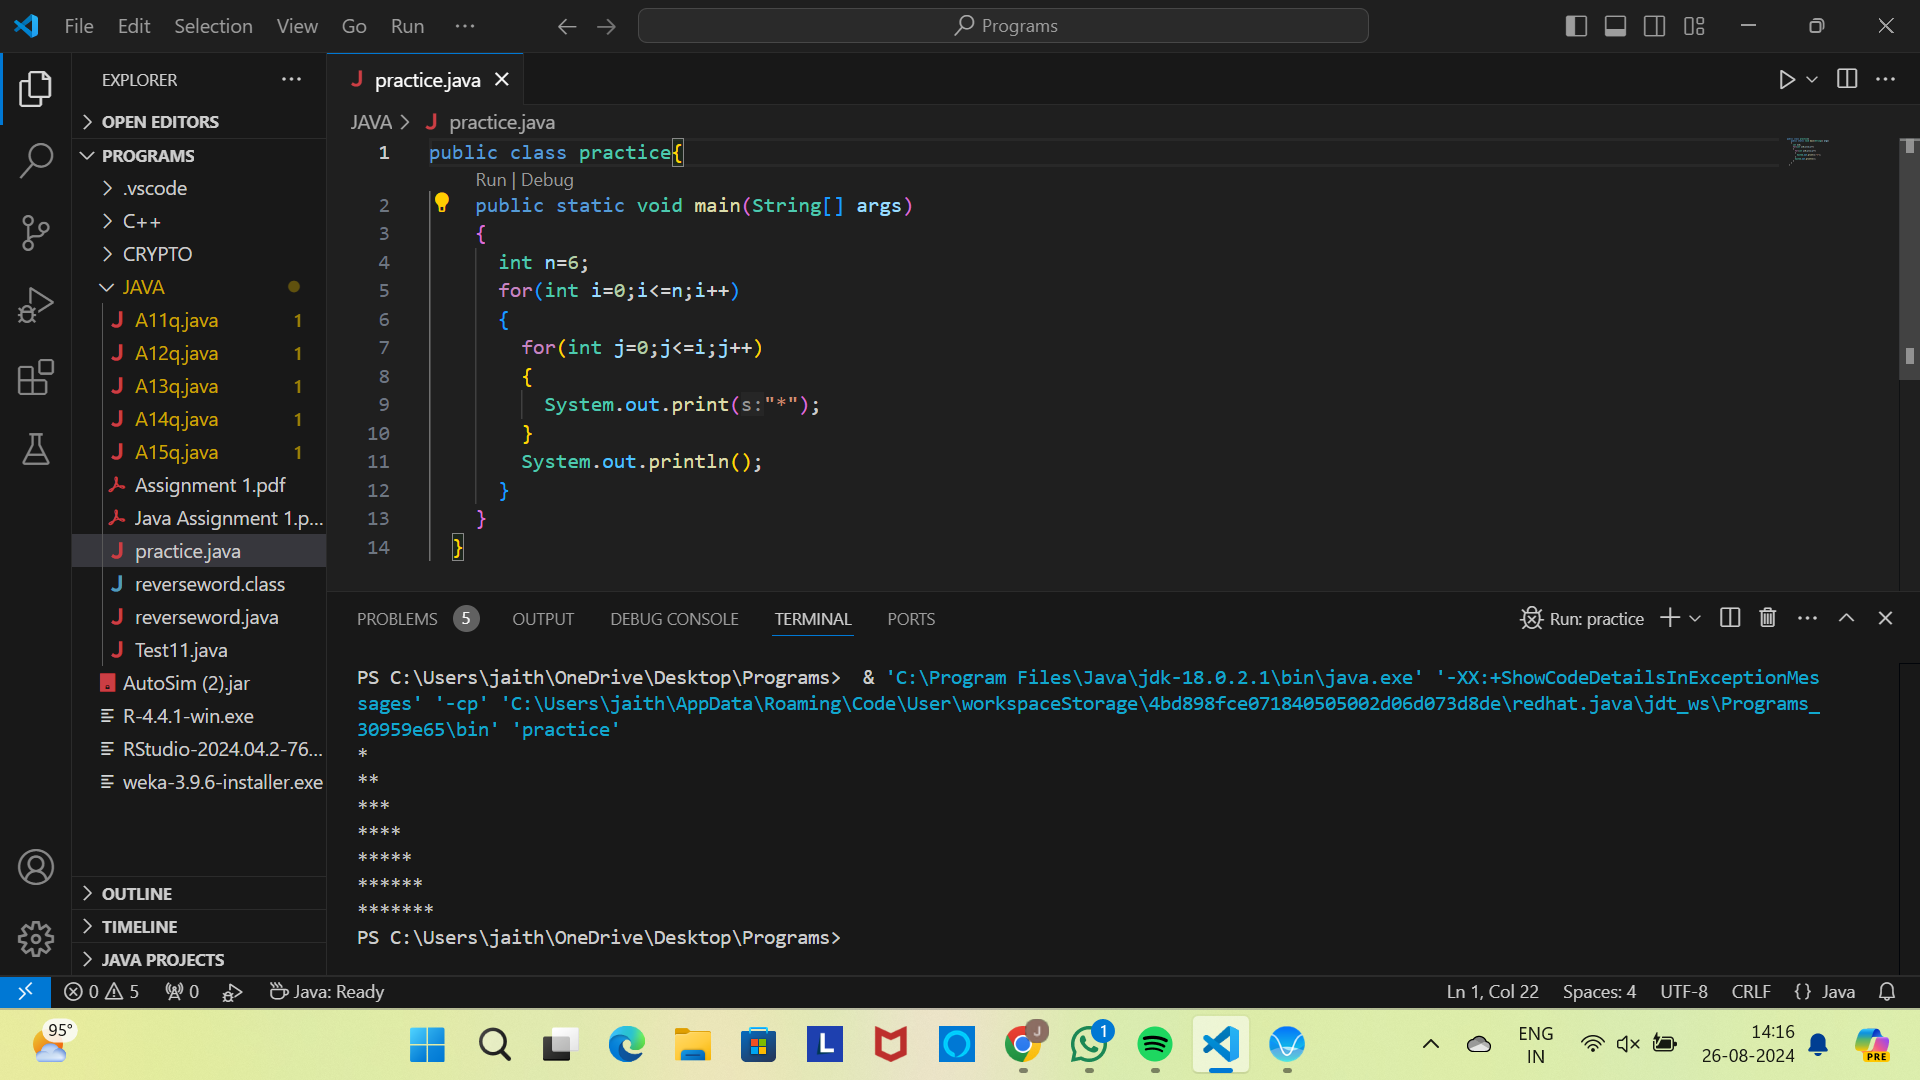 File Edit Selection View Go Run ··· Programs
EXPLORER ···
OPEN EDITORS
PROGRAMS
.vscode
C++
CRYPTO
JAVA
A11q.java 1
A12q.java 1
A13q.java 1
A14q.java 1
A15q.java 1
Assignment 1.pdf
Java Assignment 1.p...
practice.java
reverseword.class
reverseword.java
Test11.java
AutoSim (2).jar
R-4.4.1-win.exe
RStudio-2024.04.2-76...
weka-3.9.6-installer.exe
OUTLINE
TIMELINE
JAVA PROJECTS
J practice.java
JAVA > J practice.java
1 public class practice{
Run | Debug
2 public static void main(String[] args)
3 {
4 int n=6;
5 for(int i=0;i<=n;i++)
6 {
7 for(int j=0;j<=i;j++)
8 {
9 System.out.print(s:"*");
10 }
11 System.out.println();
12 }
13 }
14 }
PROBLEMS 5 OUTPUT DEBUG CONSOLE TERMINAL PORTS Run: practice
PS C:\Users\jaith\OneDrive\Desktop\Programs>  & 'C:\Program Files\Java\jdk-18.0.2.1\bin\java.exe' '-XX:+ShowCodeDetailsInExceptionMes
sages' '-cp' 'C:\Users\jaith\AppData\Roaming\Code\User\workspaceStorage\4bd898fce071840505002d06d073d8de\redhat.java\jdt_ws\Programs_
30959e65\bin' 'practice'
*
**
***
****
*****
******
*******
PS C:\Users\jaith\OneDrive\Desktop\Programs>
0 5 0 Java: Ready Ln 1, Col 22 Spaces: 4 UTF-8 CRLF {} Java
95° L J 1 ENG 14:16
IN 26-08-2024 PRE